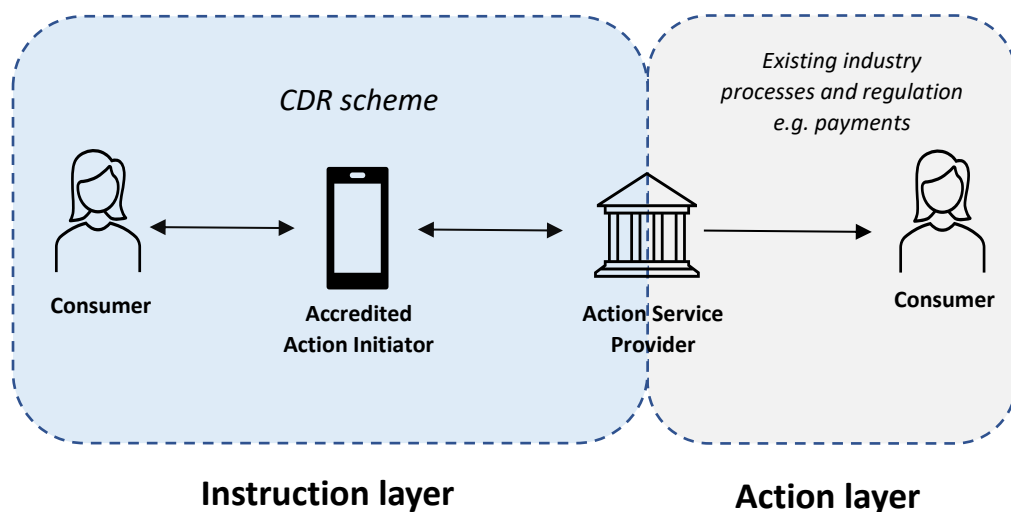 CDR scheme
Existing industry
processes and regulation
e.g. payments
Consumer
Accredited
Action Initiator
Action Service
Provider
Consumer
Instruction layer
Action layer